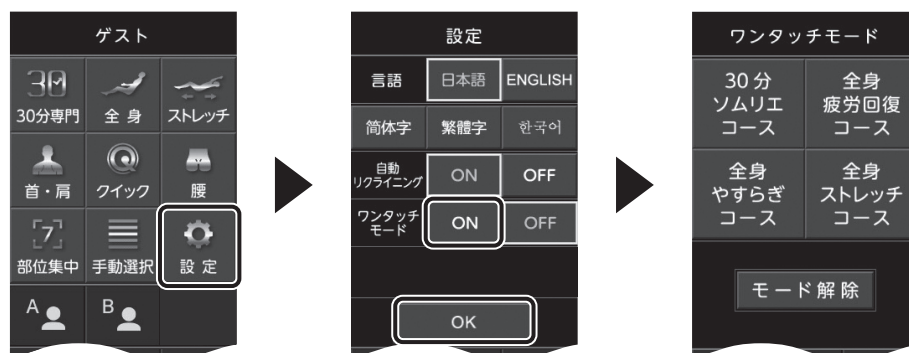 ゲスト
30
30分専門
全身
ストレッチ
首・肩
クイック
腰
7
部位集中
手動選択
設定
A
B
設定
言語
日本語
ENGLISH
简体字
繁體字
한국어
自動
リクライニング
ON
OFF
ワンタッチ
モード
ON
OFF
OK
ワンタッチモード
30分
ソムリエ
コース
全身
疲労回復
コース
全身
やすらぎ
コース
全身
ストレッチ
コース
モード解除